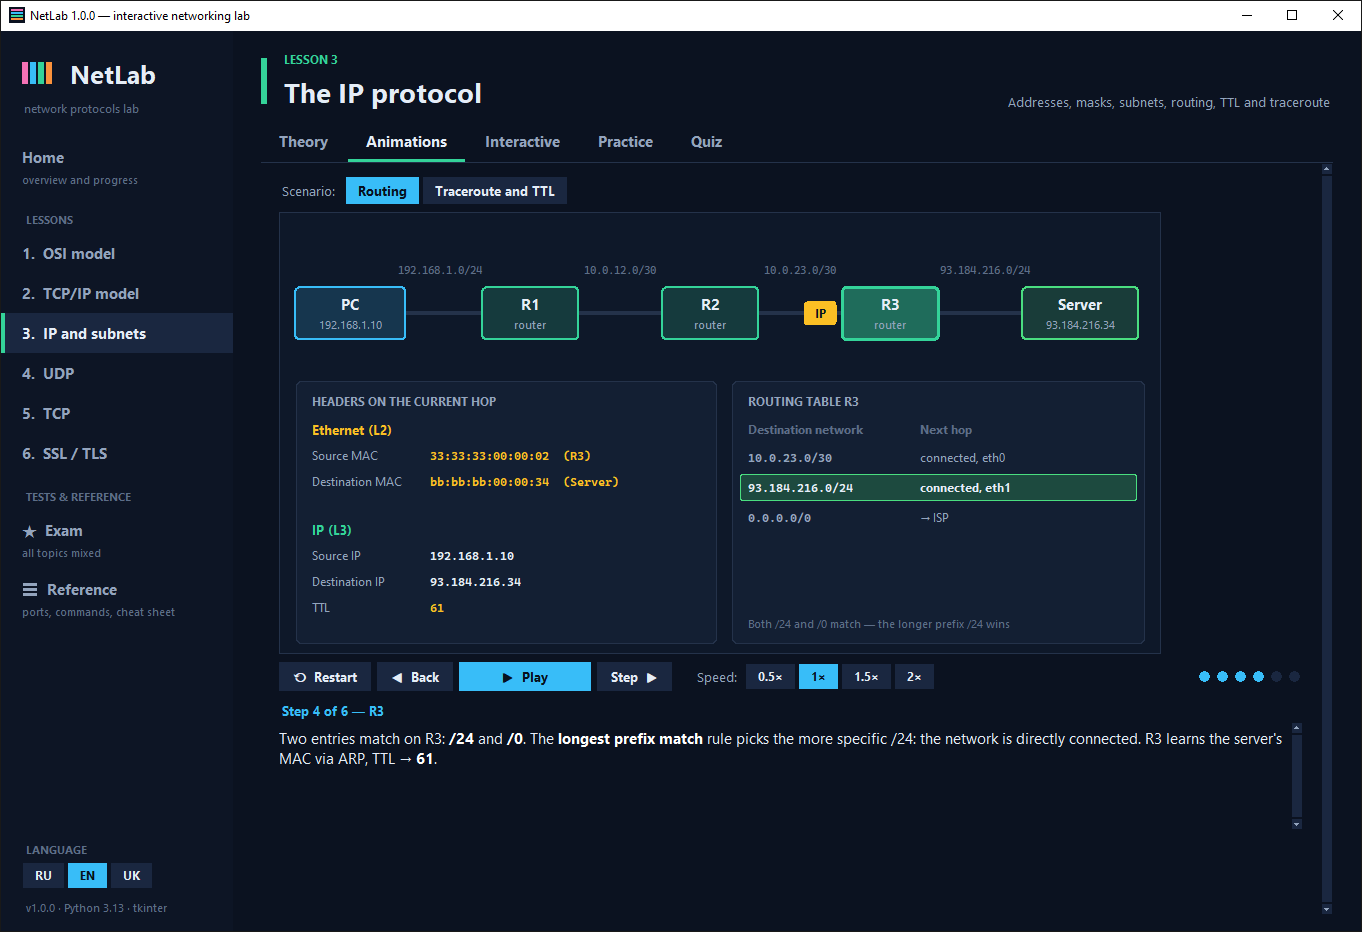 NetLab 1.0.0 — interactive networking lab
NetLab
network protocols lab
Home
overview and progress
LESSONS
1. OSI model
2. TCP/IP model
3. IP and subnets
4. UDP
5. TCP
6. SSL / TLS
TESTS & REFERENCE
★ Exam
all topics mixed
Reference
ports, commands, cheat sheet
LANGUAGE
RU EN UK
v1.0.0 · Python 3.13 · tkinter
LESSON 3
The IP protocol
Addresses, masks, subnets, routing, TTL and traceroute
Theory Animations Interactive Practice Quiz
Scenario: Routing Traceroute and TTL
192.168.1.0/24 10.0.12.0/30 10.0.23.0/30 93.184.216.0/24
PC R1 R2 IP R3 Server
192.168.1.10 router router router 93.184.216.34
HEADERS ON THE CURRENT HOP
Ethernet (L2)
Source MAC 33:33:33:00:00:02 (R3)
Destination MAC bb:bb:bb:00:00:34 (Server)
IP (L3)
Source IP 192.168.1.10
Destination IP 93.184.216.34
TTL 61
ROUTING TABLE R3
Destination network Next hop
10.0.23.0/30 connected, eth0
93.184.216.0/24 connected, eth1
0.0.0.0/0 → ISP
Both /24 and /0 match — the longer prefix /24 wins
Restart ◀ Back ▶ Play Step ▶ Speed: 0.5× 1× 1.5× 2×
Step 4 of 6 — R3
Two entries match on R3: /24 and /0. The longest prefix match rule picks the more specific /24: the network is directly connected. R3 learns the server's
MAC via ARP, TTL → 61.